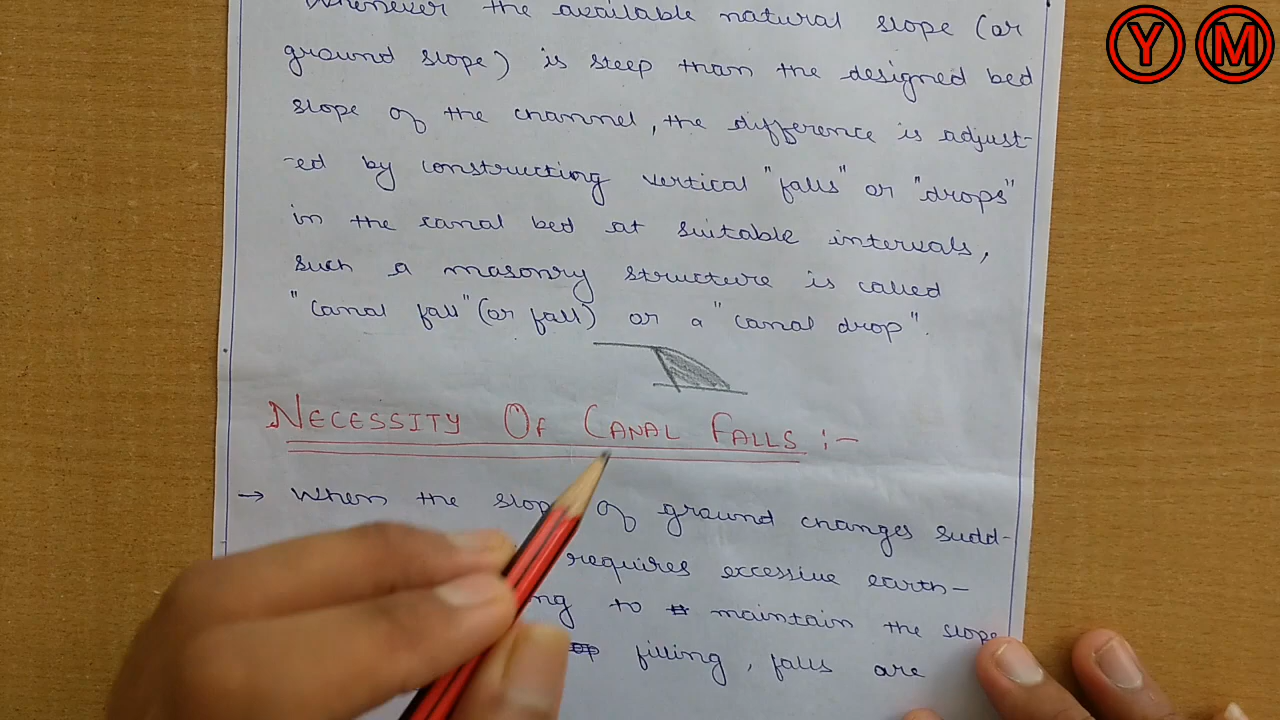 Whenever the available natural slope (or
ground slope) is steep than the designed bed
slope of the channel, the difference is adjust-
-ed by constructing vertical "falls" or "drops"
in the canal bed at suitable intervals,
such a masonry structure is called
"canal fall" (or fall) or a "canal drop".
NECESSITY OF CANAL FALLS :-
→ When the slope of ground changes sudd-
requires excessive earth-
ng to maintain the slope
filling, falls are
Y M